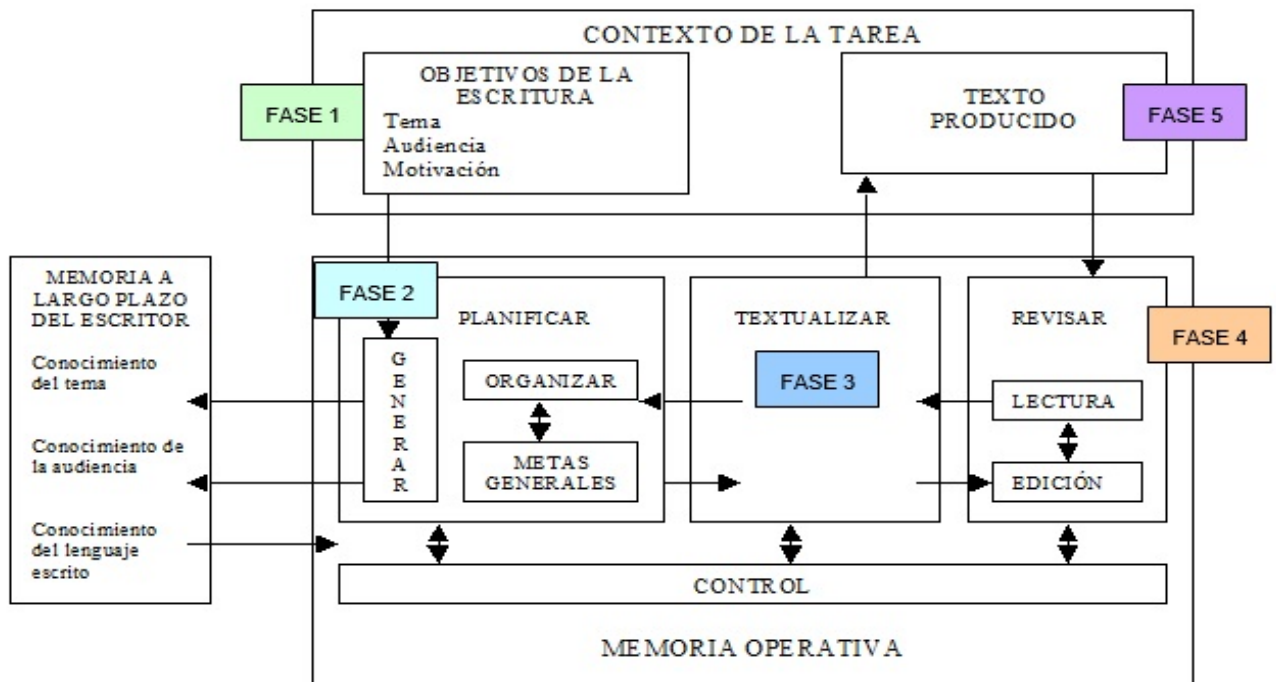 CONTEXTO DE LA TAREA
FASE 1
OBJETIVOS DE LA
ESCRITURA
Tema
Audiencia
Motivación
TEXTO
PRODUCIDO
FASE 5
MEMORIA A
LARGO PLAZO
DEL ESCRITOR
Conocimiento
del tema
Conocimiento de
la audiencia
Conocimiento
del lenguaje
escrito
FASE 2
PLANIFICAR
GENERAR
ORGANIZAR
METAS
GENERALES
TEXTUALIZAR
FASE 3
REVISAR
FASE 4
LECTURA
EDICIÓN
CONTROL
MEMORIA OPERATIVA